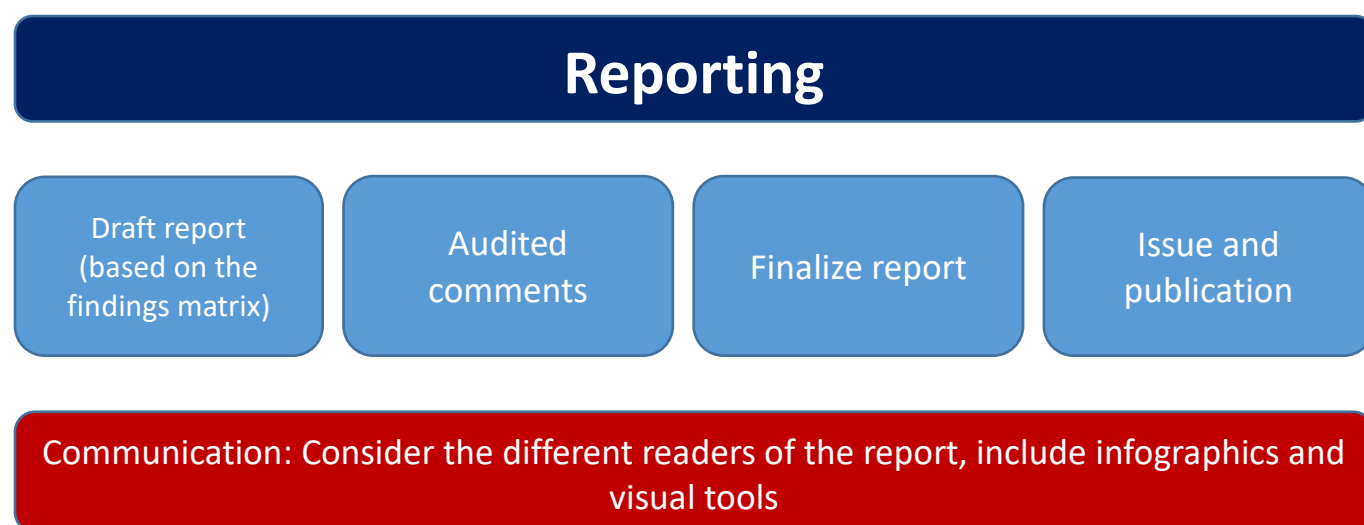 Reporting
Draft report
(based on the
findings matrix)
Audited
comments
Finalize report
Issue and
publication
Communication: Consider the different readers of the report, include infographics and
visual tools